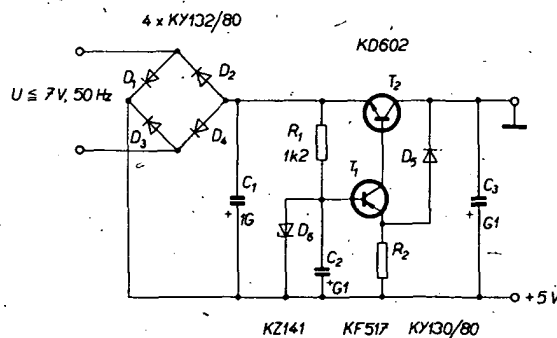 4 x KY132/80
KD602
D1
D2
T2
U ≦ 7V, 50 Hz
R1
1k2
D3
D4
T1
D5
C1
+ 1G
C3
+ G1
D6
C2
+ G1
R2
+5V
KZ141 KF517 KY130/80